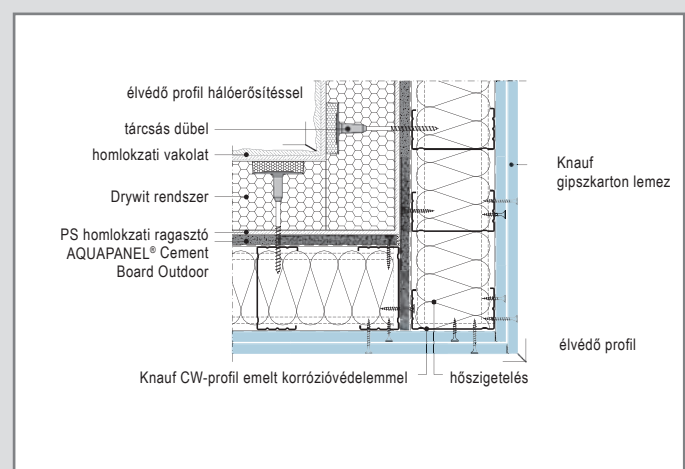 élvédő profil hálóerősítéssel
tárcsás dübel
homlokzati vakolat
Drywit rendszer
PS homlokzati ragasztó
AQUAPANEL® Cement
Board Outdoor
Knauf
gipszkarton lemez
élvédő profil
Knauf CW-profil emelt korrózióvédelemmel
hőszigetelés